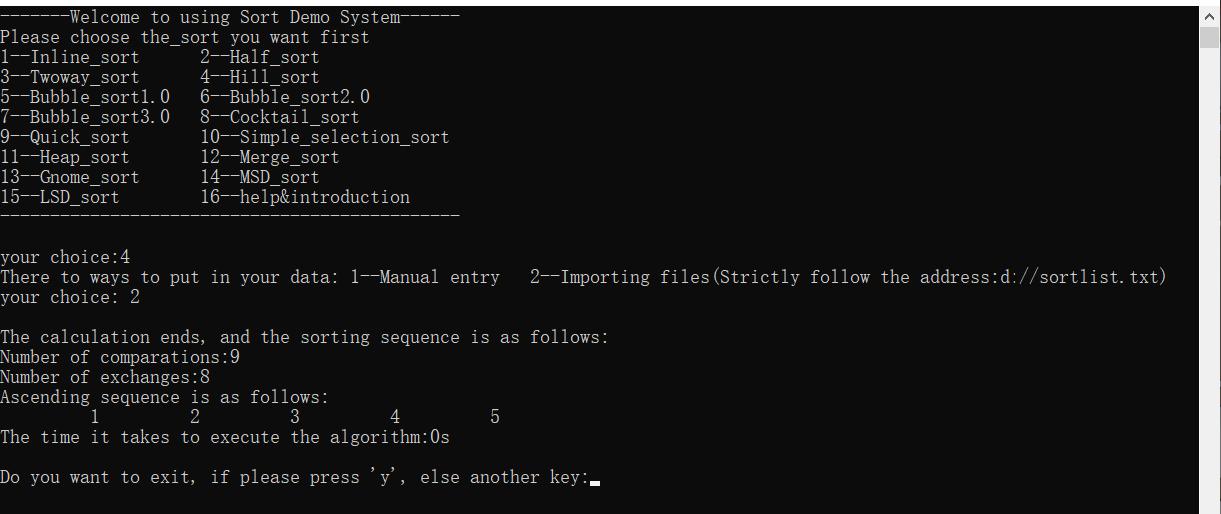 -------Welcome to using Sort Demo System------
Please choose the_sort you want first
1--Inline_sort      2--Half_sort
3--Twoway_sort      4--Hill_sort
5--Bubble_sort1.0   6--Bubble_sort2.0
7--Bubble_sort3.0   8--Cocktail_sort
9--Quick_sort       10--Simple_selection_sort
11--Heap_sort       12--Merge_sort
13--Gnome_sort      14--MSD_sort
15--LSD_sort        16--help&introduction
----------------------------------------------
your choice:4
There to ways to put in your data: 1--Manual entry   2--Importing files(Strictly follow the address:d://sortlist.txt)
your choice: 2
The calculation ends, and the sorting sequence is as follows:
Number of comparations:9
Number of exchanges:8
Ascending sequence is as follows:
         1         2         3         4         5
The time it takes to execute the algorithm:0s
Do you want to exit, if please press 'y', else another key: